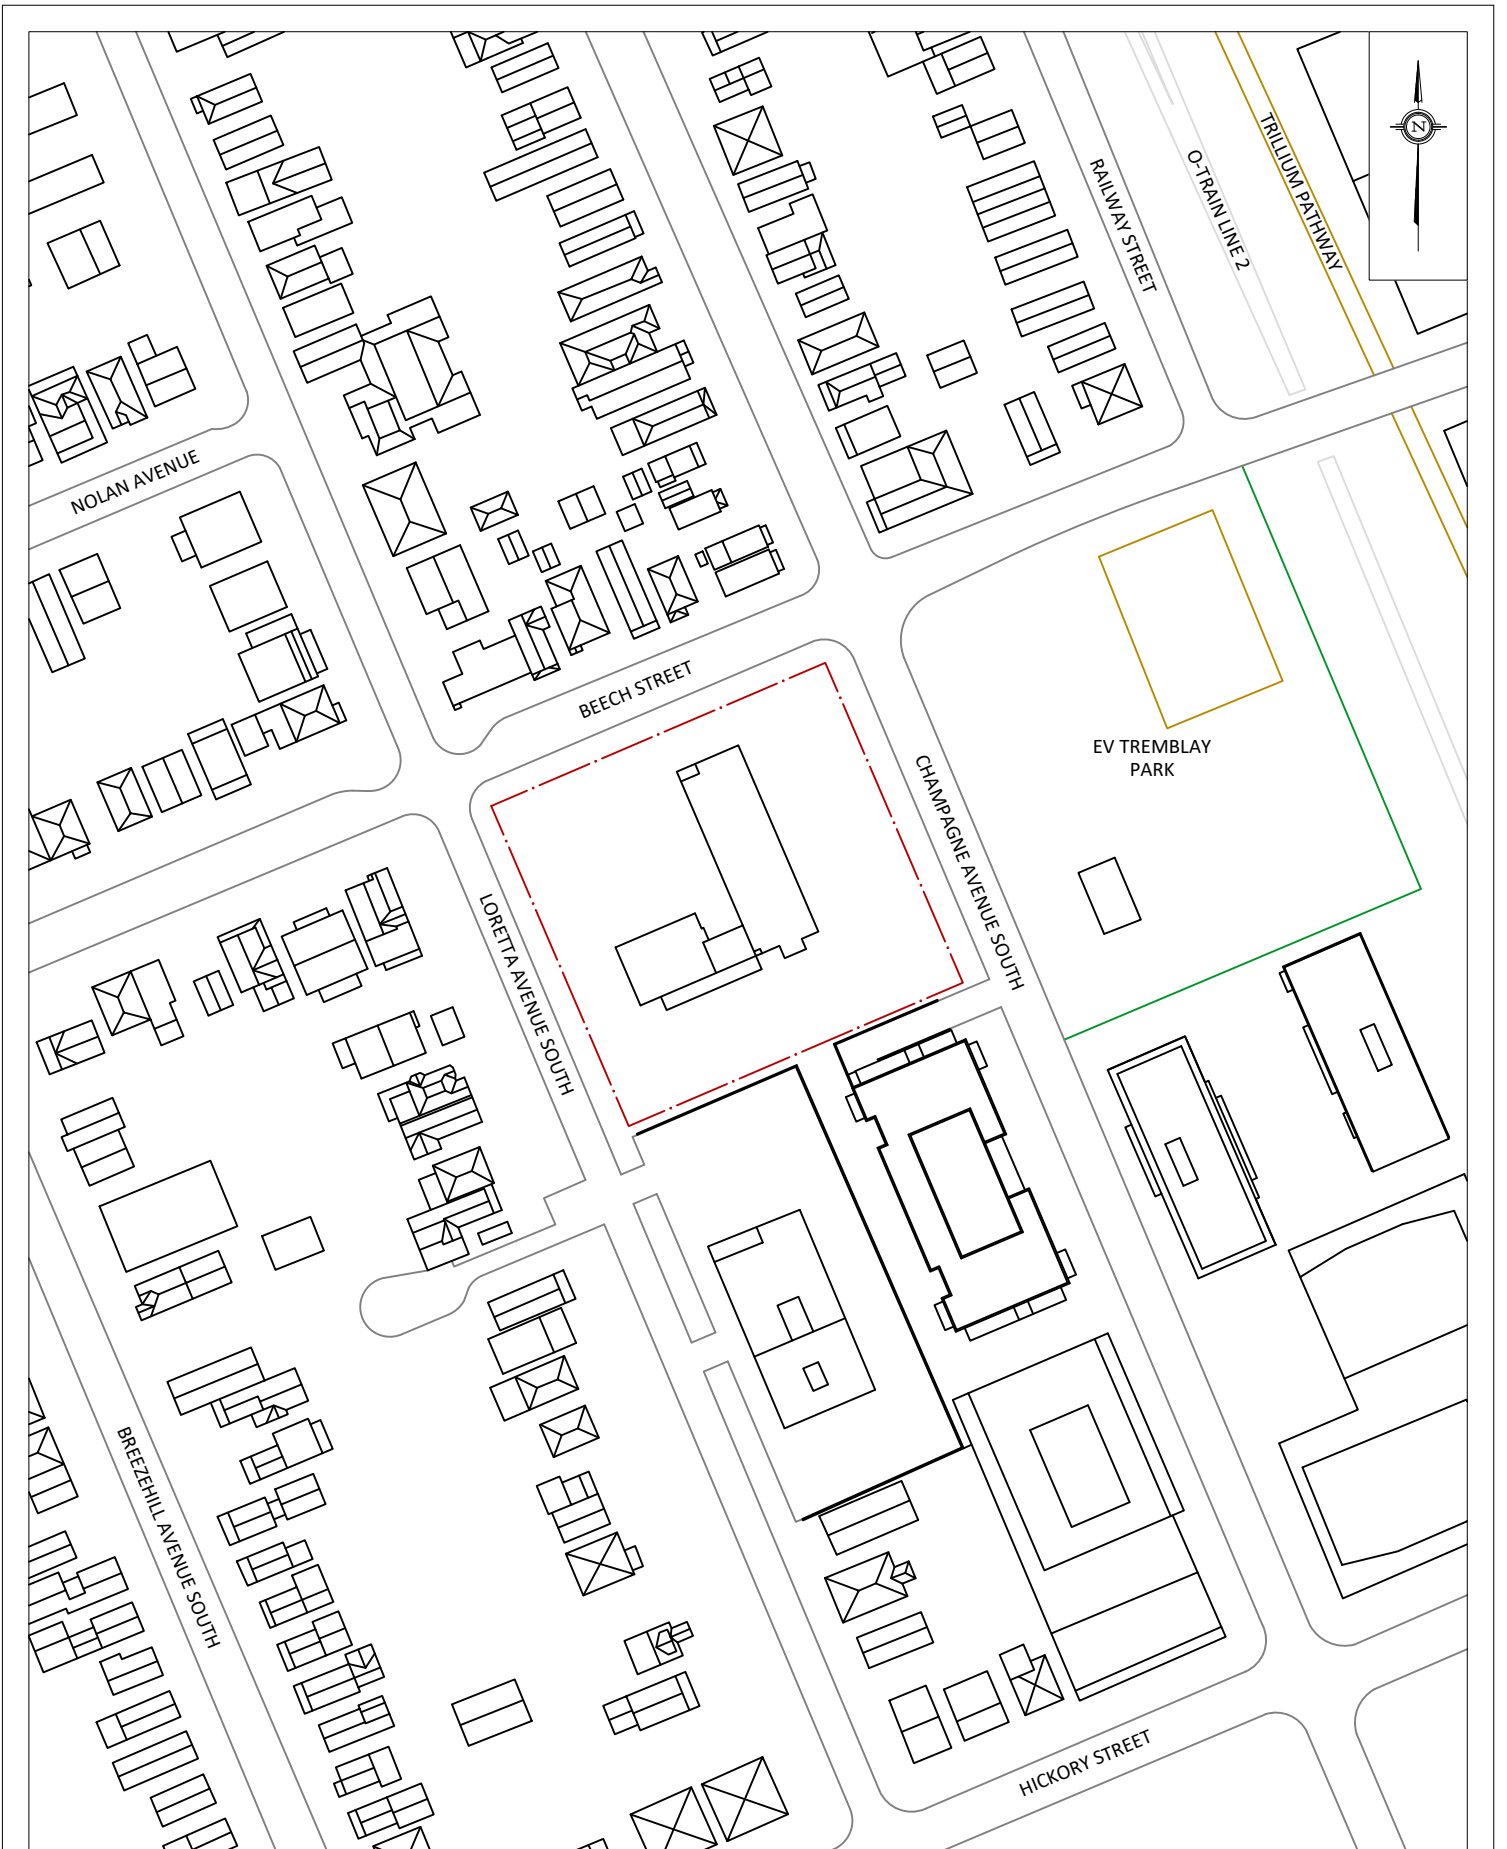 N
TRILLIUM PATHWAY
O-TRAIN LINE 2
RAILWAY STREET
NOLAN AVENUE
BEECH STREET
EV TREMBLAY
PARK
CHAMPAGNE AVENUE SOUTH
LORETTA AVENUE SOUTH
BREEZEHILL AVENUE SOUTH
HICKORY STREET